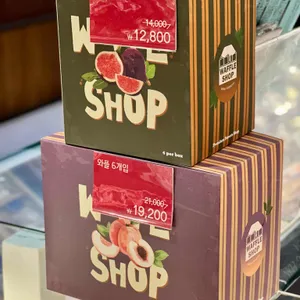 14,000
₩12,800
SHOP
WAFFLE
SHOP
4 per box
와플 6개입
21,000
₩19,200
SHOP
WAFFLE
SHOP